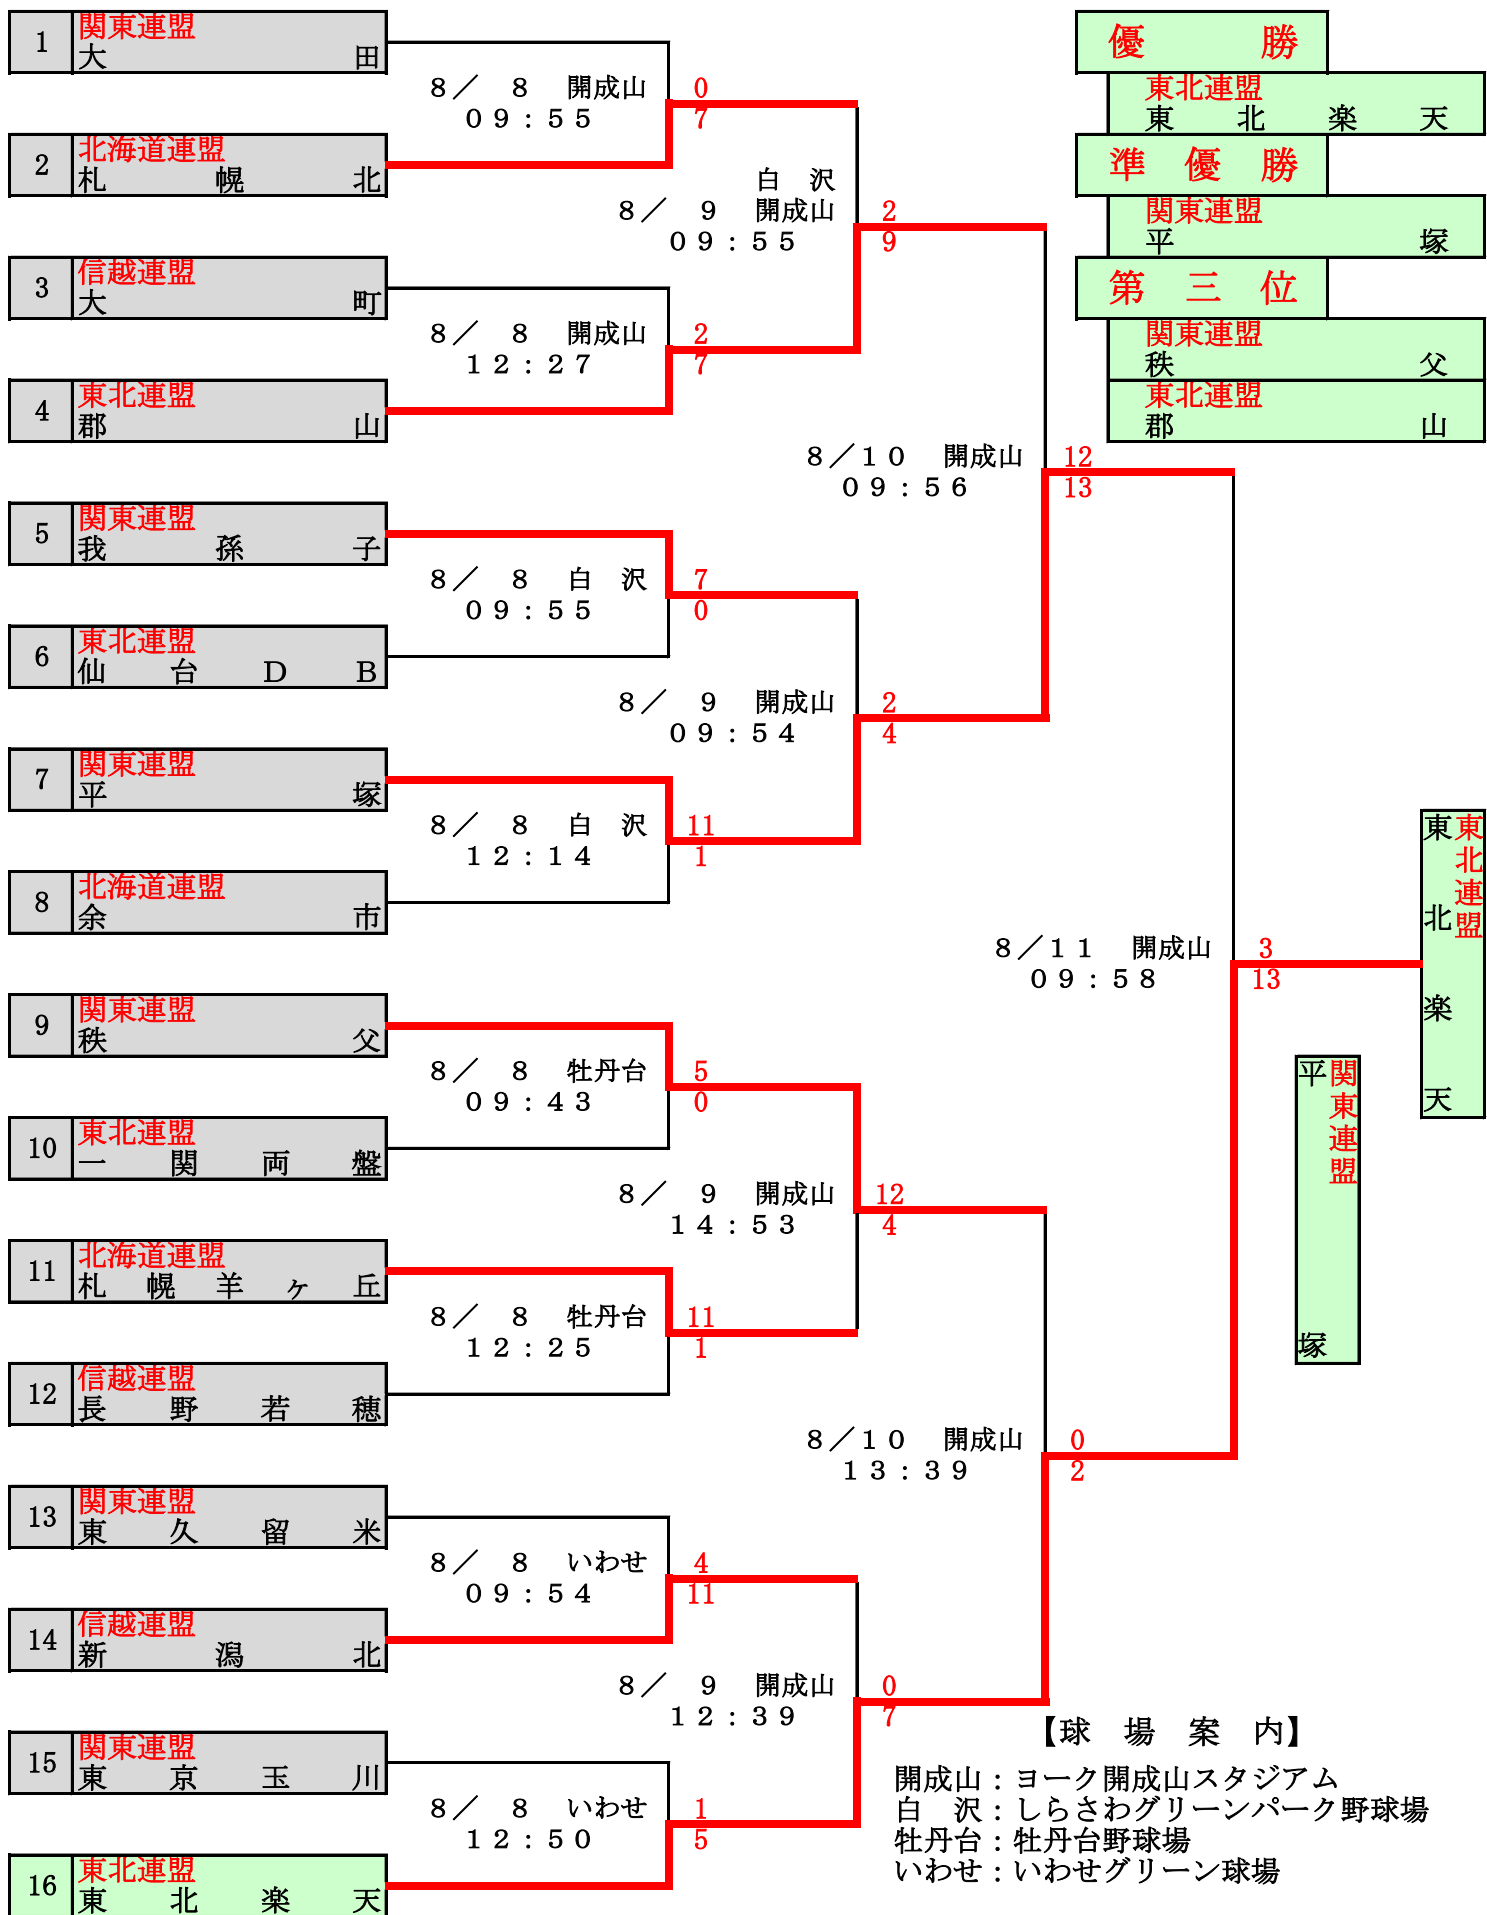 1
関東連盟
大田
8／ 8 開成山
09：55
0
7
2
北海道連盟
札幌北
白 沢
8／ 9 開成山
09：55
2
9
3
信越連盟
大町
8／ 8 開成山
12：27
2
7
4
東北連盟
郡山
8／10 開成山
09：56
12
13
5
関東連盟
我孫子
8／ 8 白 沢
09：55
7
0
6
東北連盟
仙台DB
8／ 9 開成山
09：54
2
4
7
関東連盟
平塚
8／ 8 白 沢
12：14
11
1
8
北海道連盟
余市
8／11 開成山
09：58
3
13
9
関東連盟
秩父
8／ 8 牡丹台
09：43
5
0
10
東北連盟
一関両盤
8／ 9 開成山
14：53
12
4
11
北海道連盟
札幌羊ヶ丘
8／ 8 牡丹台
12：25
11
1
12
信越連盟
長野若穂
8／10 開成山
13：39
0
2
13
関東連盟
東久留米
8／ 8 いわせ
09：54
4
11
14
信越連盟
新潟北
8／ 9 開成山
12：39
0
7
15
関東連盟
東京玉川
8／ 8 いわせ
12：50
1
5
16
東北連盟
東北楽天
優勝
東北連盟
東北楽天
準優勝
関東連盟
平塚
第三位
関東連盟
秩父
東北連盟
郡山
東北連盟
東北楽天
関東連盟
平塚
【球 場 案 内】
開成山：ヨーク開成山スタジアム
白 沢：しらさわグリーンパーク野球場
牡丹台：牡丹台野球場
いわせ：いわせグリーン球場